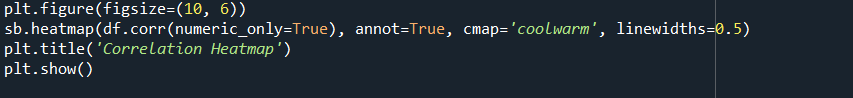 plt.figure(figsize=(10, 6))
sb.heatmap(df.corr(numeric_only=True), annot=True, cmap='coolwarm', linewidths=0.5)
plt.title('Correlation Heatmap')
plt.show()